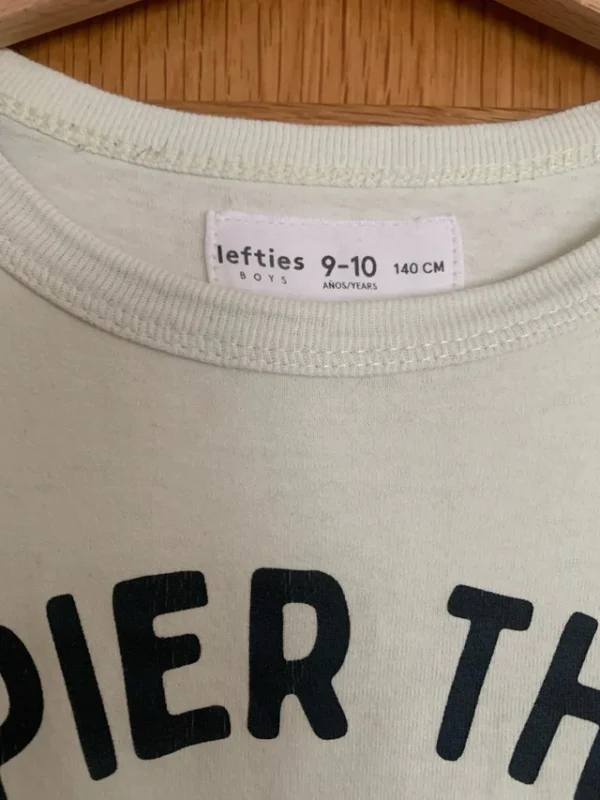 lefties 9-10 140 CM
BOYS AÑOS/YEARS
PIER TH